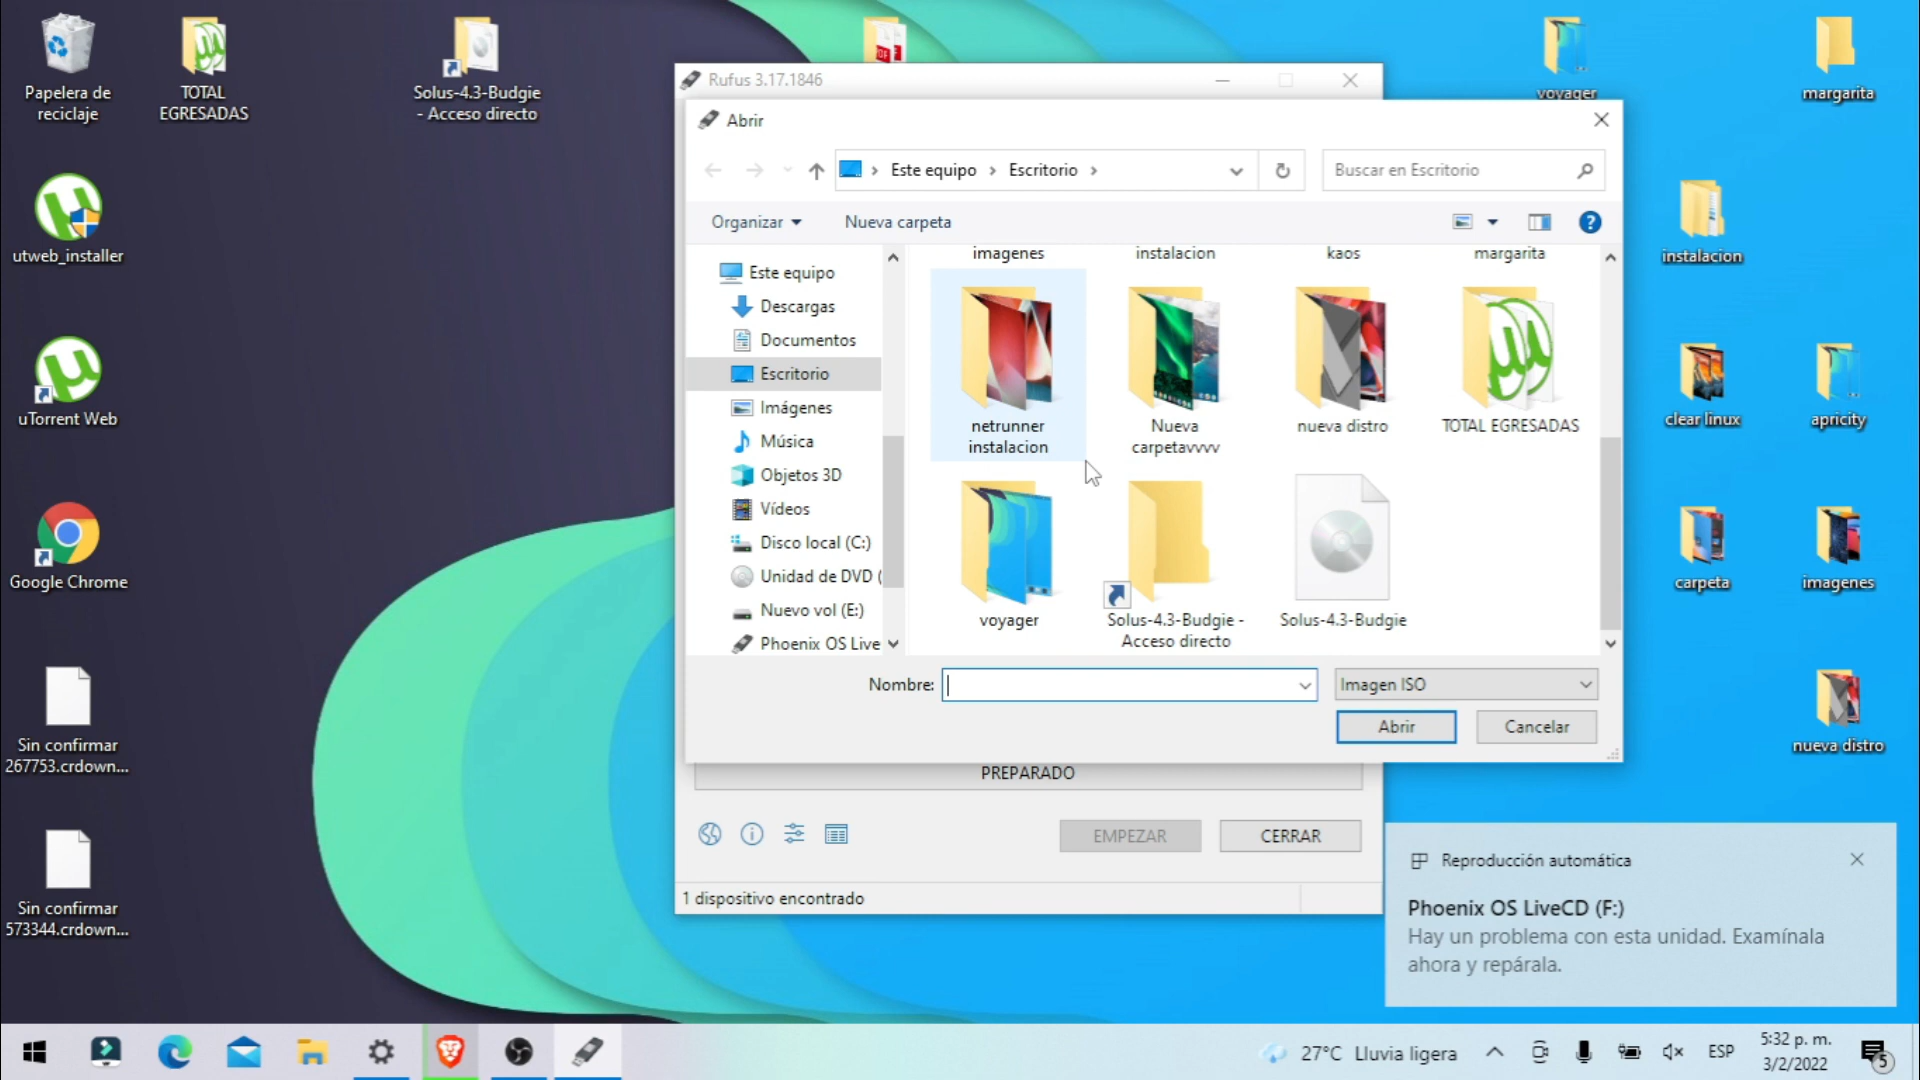 Papelera de
reciclaje
TOTAL
EGRESADAS
Solus-4.3-Budgie
- Acceso directo
utweb_installer
uTorrent Web
Google Chrome
Sin confirmar
267753.crdown...
Sin confirmar
573344.crdown...
PDF
voyager
margarita
instalacion
clear linux
apricity
carpeta
imagenes
nueva distro
Rufus 3.17.1846
Abrir
Este equipo
Escritorio
Buscar en Escritorio
Organizar
Nueva carpeta
Este equipo
Descargas
Documentos
Escritorio
Imágenes
Música
Objetos 3D
Vídeos
Disco local (C:)
Unidad de DVD (
Nuevo vol (E:)
Phoenix OS Live
imagenes
instalacion
kaos
margarita
netrunner
instalacion
Nueva
carpetavvvv
nueva distro
TOTAL EGRESADAS
voyager
Solus-4.3-Budgie -
Acceso directo
Solus-4.3-Budgie
Nombre:
Imagen ISO
Abrir
Cancelar
PREPARADO
EMPEZAR
CERRAR
1 dispositivo encontrado
Reproducción automática
Phoenix OS LiveCD (F:)
Hay un problema con esta unidad. Examínala
ahora y repárala.
27°C Lluvia ligera
ESP
5:32 p. m.
3/2/2022
5